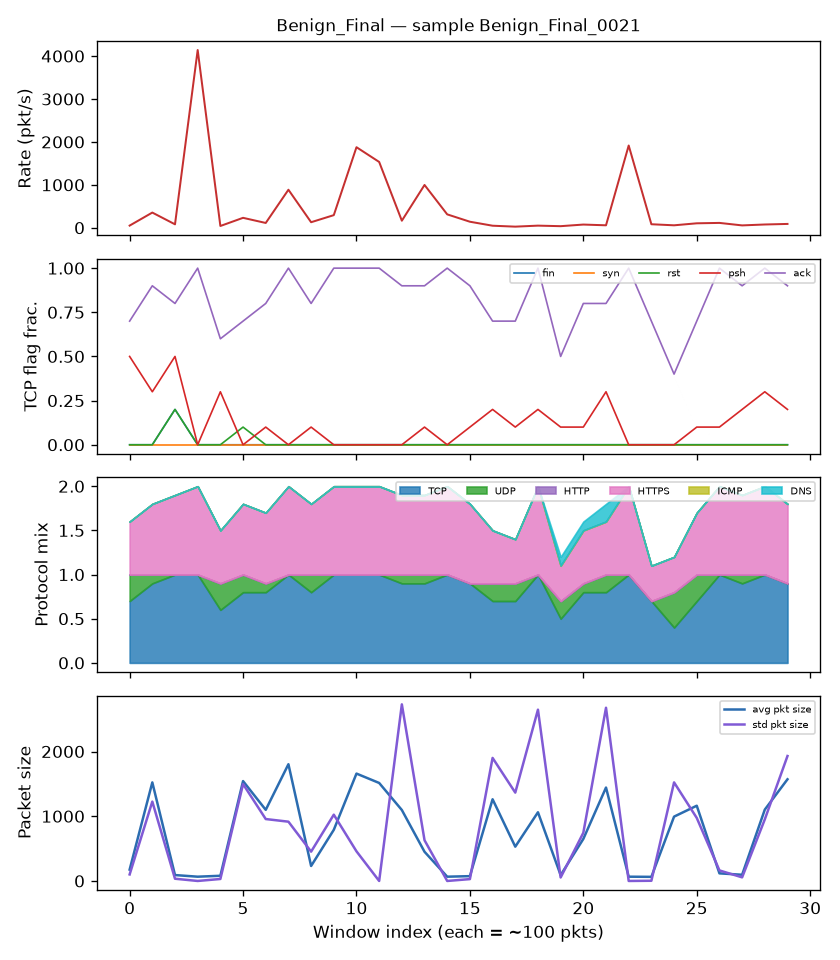 Benign_Final — sample Benign_Final_0021
Rate (pkt/s)
4000
3000
2000
1000
0
TCP flag frac.
1.00
0.75
0.50
0.25
0.00
fin syn rst psh ack
Protocol mix
2.0
1.5
1.0
0.5
0.0
TCP UDP HTTP HTTPS ICMP DNS
Packet size
2000
1000
0
avg pkt size
std pkt size
0 5 10 15 20 25 30
Window index (each = ~100 pkts)